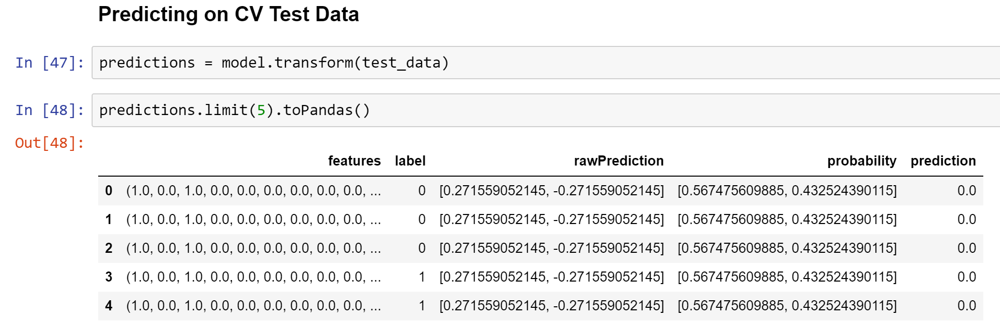 Predicting on CV Test Data
In [47]: predictions = model.transform(test_data)
In [48]: predictions.limit(5).toPandas()
Out[48]:
features label rawPrediction probability prediction
0 (1.0, 0.0, 1.0, 0.0, 0.0, 0.0, 0.0, 0.0, 0.0, ... 0 [0.271559052145, -0.271559052145] [0.567475609885, 0.432524390115] 0.0
1 (1.0, 0.0, 1.0, 0.0, 0.0, 0.0, 0.0, 0.0, 0.0, ... 0 [0.271559052145, -0.271559052145] [0.567475609885, 0.432524390115] 0.0
2 (1.0, 0.0, 1.0, 0.0, 0.0, 0.0, 0.0, 0.0, 0.0, ... 0 [0.271559052145, -0.271559052145] [0.567475609885, 0.432524390115] 0.0
3 (1.0, 0.0, 1.0, 0.0, 0.0, 0.0, 0.0, 0.0, 0.0, ... 1 [0.271559052145, -0.271559052145] [0.567475609885, 0.432524390115] 0.0
4 (1.0, 0.0, 1.0, 0.0, 0.0, 0.0, 0.0, 0.0, 0.0, ... 1 [0.271559052145, -0.271559052145] [0.567475609885, 0.432524390115] 0.0